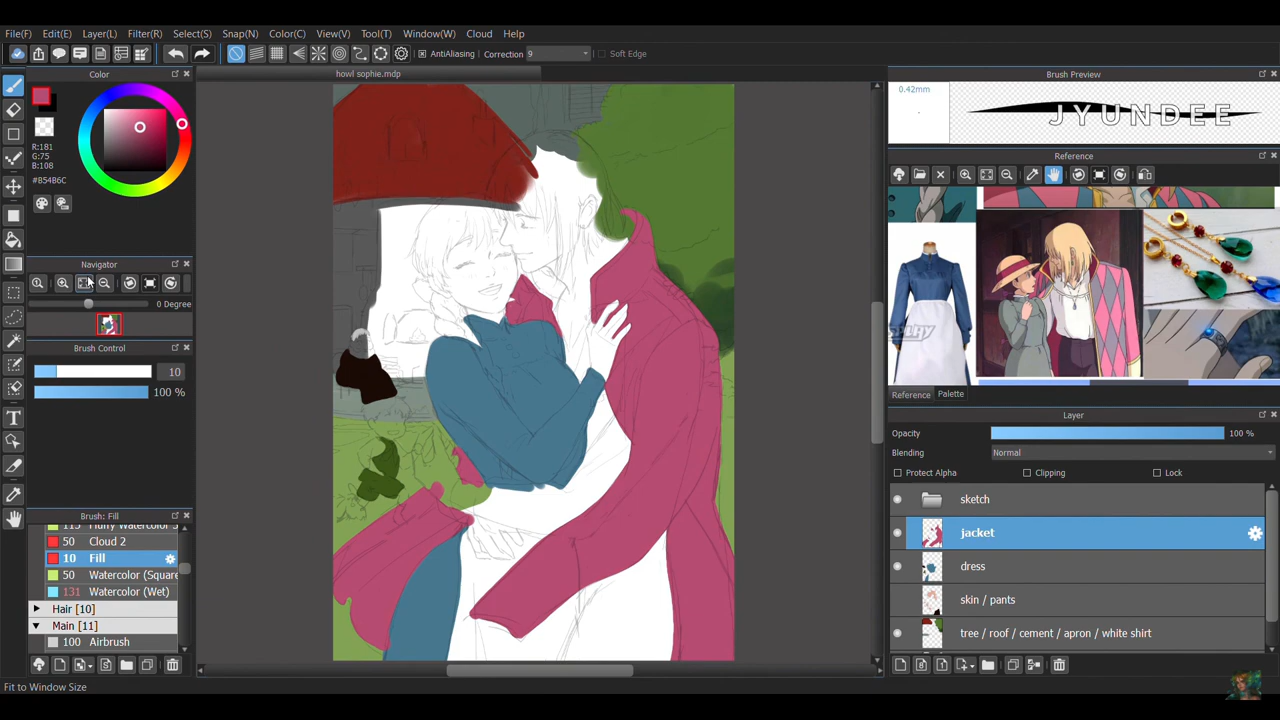 File(F) Edit(E) Layer(L) Filter(R) Select(S) Snap(N) Color(C) View(V) Tool(T) Window(W) Cloud Help
AntiAliasing Correction 9 Soft Edge
Color
howl sophie.mdp
Brush Preview
0.42mm
JYUNDEE
R:181
G:75
B:108
#B54B6C
Reference
Navigator
0 Degree
Brush Control
10
100 %
Reference Palette
Layer
Opacity 100 %
Blending Normal
Protect Alpha Clipping Lock
sketch
jacket
dress
skin / pants
tree / roof / cement / apron / white shirt
Brush: Fill
50 Cloud 2
10 Fill
50 Watercolor (Square
131 Watercolor (Wet)
Hair [10]
Main [11]
100 Airbrush
Fit to Window Size